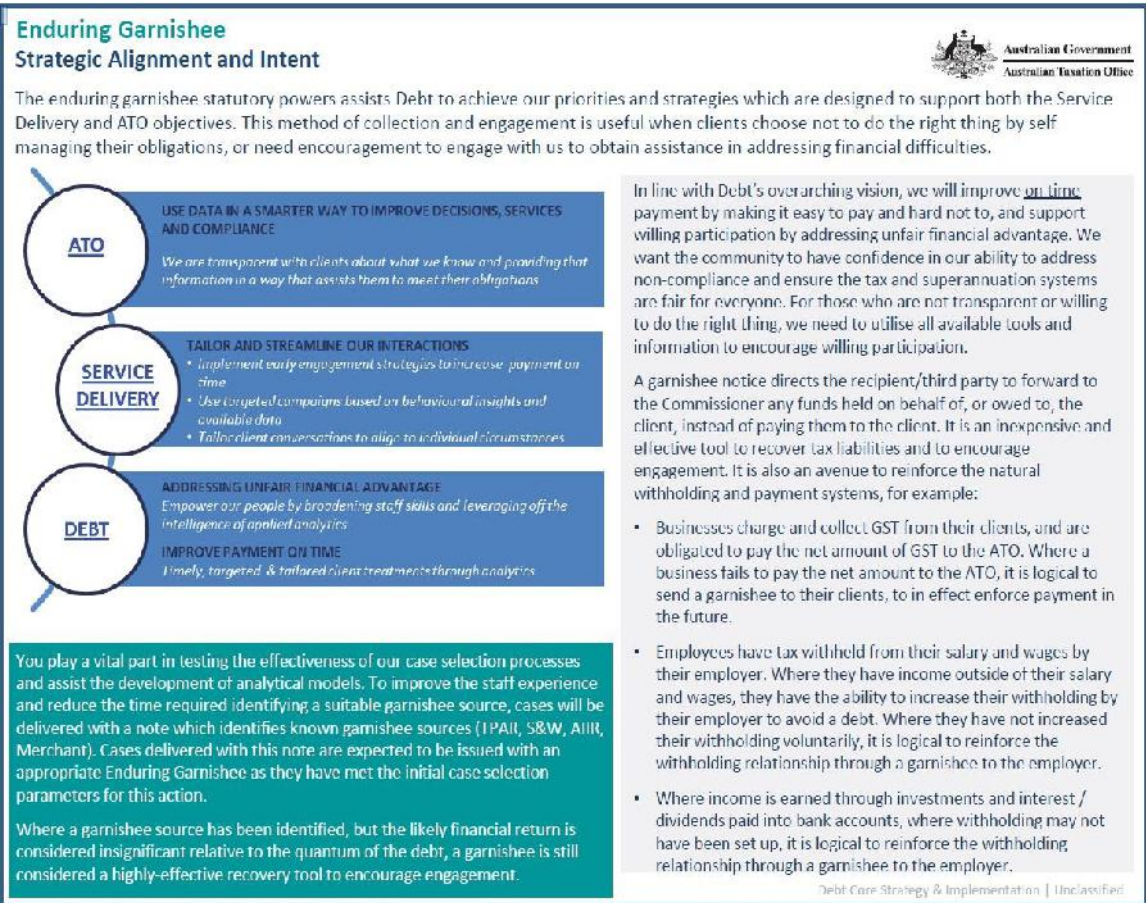 Enduring Garnishee
Strategic Alignment and Intent
Australian Government
Australian Taxation Office
The enduring garnishee statutory powers assists Debt to achieve our priorities and strategies which are designed to support both the Service
Delivery and ATO objectives. This method of collection and engagement is useful when clients choose not to do the right thing by self
managing their obligations, or need encouragement to engage with us to obtain assistance in addressing financial difficulties.
ATO
USE DATA IN A SMARTER WAY TO IMPROVE DECISIONS, SERVICES
AND COMPLIANCE
We are transparent with clients about what we know and providing that
information in a way that assists them to meet their obligations
SERVICE
DELIVERY
TAILOR AND STREAMLINE OUR INTERACTIONS
• Implement early engagement strategies to increase payment on
time
• Use targeted campaigns based on behavioural insights and
available data
• Tailor client conversations to align to individual circumstances
DEBT
ADDRESSING UNFAIR FINANCIAL ADVANTAGE
Empower our people by broadening staff skills and leveraging off the
intelligence of applied analytics
IMPROVE PAYMENT ON TIME
Timely, targeted & tailored client treatments through analytics
You play a vital part in testing the effectiveness of our case selection processes
and assist the development of analytical models. To improve the staff experience
and reduce the time required identifying a suitable garnishee source, cases will be
delivered with a note which identifies known garnishee sources (TPAR, S&W, AIIR,
Merchant). Cases delivered with this note are expected to be issued with an
appropriate Enduring Garnishee as they have met the initial case selection
parameters for this action.
Where a garnishee source has been identified, but the likely financial return is
considered insignificant relative to the quantum of the debt, a garnishee is still
considered a highly-effective recovery tool to encourage engagement.
In line with Debt's overarching vision, we will improve on time
payment by making it easy to pay and hard not to, and support
willing participation by addressing unfair financial advantage. We
want the community to have confidence in our ability to address
non-compliance and ensure the tax and superannuation systems
are fair for everyone. For those who are not transparent or willing
to do the right thing, we need to utilise all available tools and
information to encourage willing participation.
A garnishee notice directs the recipient/third party to forward to
the Commissioner any funds held on behalf of, or owed to, the
client, instead of paying them to the client. It is an inexpensive and
effective tool to recover tax liabilities and to encourage
engagement. It is also an avenue to reinforce the natural
withholding and payment systems, for example:
• Businesses charge and collect GST from their clients, and are
obligated to pay the net amount of GST to the ATO. Where a
business fails to pay the net amount to the ATO, it is logical to
send a garnishee to their clients, to in effect enforce payment in
the future.
• Employees have tax withheld from their salary and wages by
their employer. Where they have income outside of their salary
and wages, they have the ability to increase their withholding by
their employer to avoid a debt. Where they have not increased
their withholding voluntarily, it is logical to reinforce the
withholding relationship through a garnishee to the employer.
• Where income is earned through investments and interest /
dividends paid into bank accounts, where withholding may not
have been set up, it is logical to reinforce the withholding
relationship through a garnishee to the employer.
Debt Core Strategy & Implementation | Unclassified